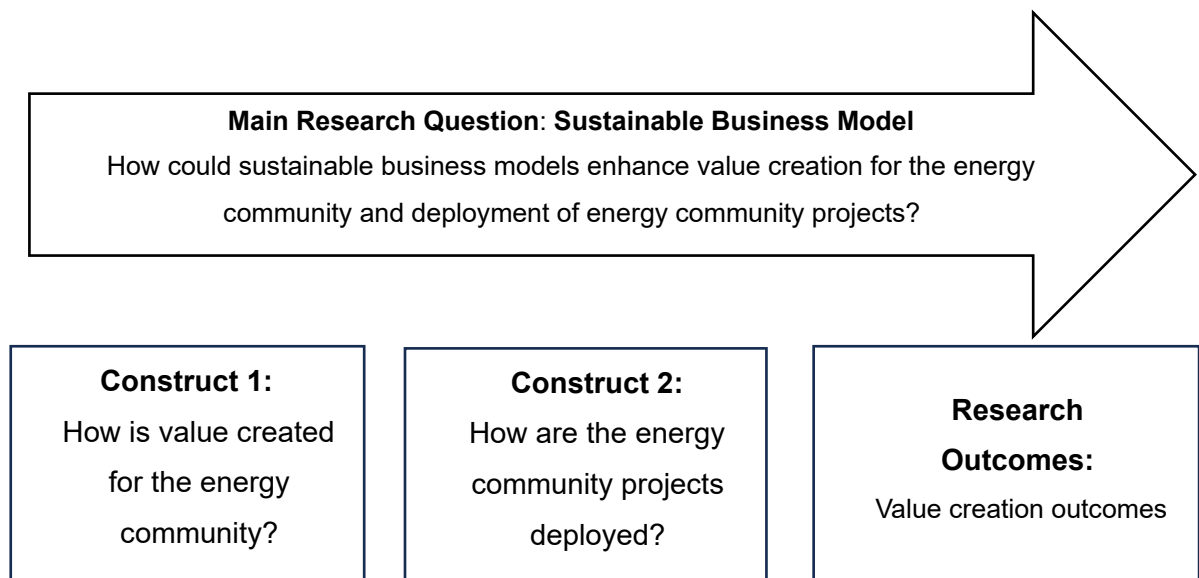 Main Research Question: Sustainable Business Model
How could sustainable business models enhance value creation for the energy
community and deployment of energy community projects?
Construct 1:
How is value created
for the energy
community?
Construct 2:
How are the energy
community projects
deployed?
Research
Outcomes:
Value creation outcomes